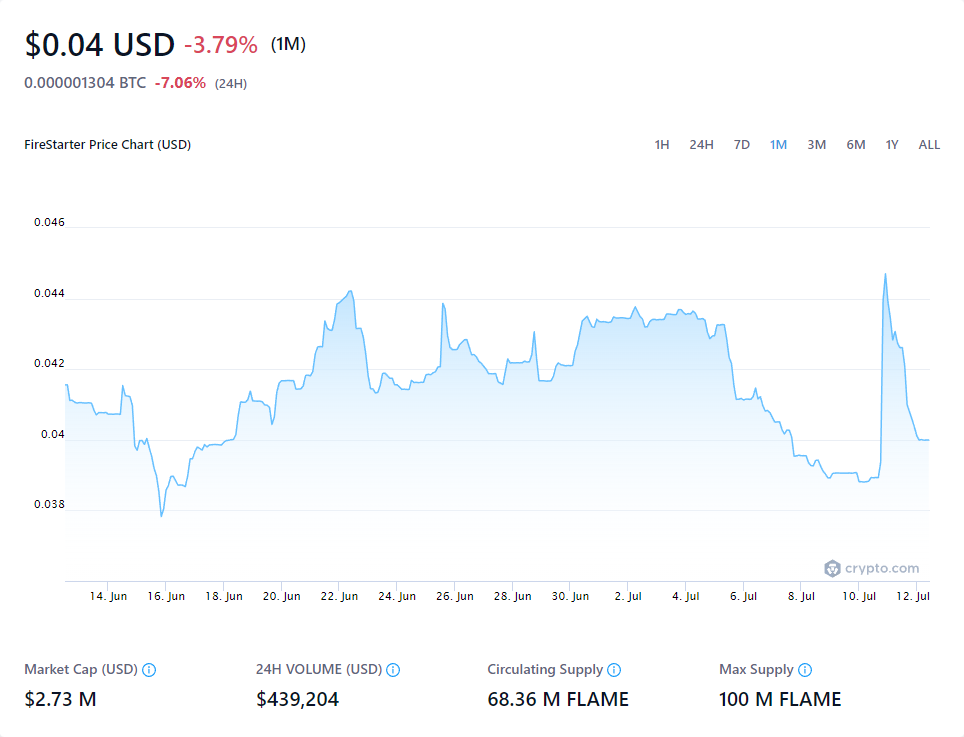 $0.04 USD -3.79% (1M)
0.000001304 BTC -7.06% (24H)
FireStarter Price Chart (USD) 1H 24H 7D 1M 3M 6M 1Y ALL
0.046
0.044
0.042
0.04
0.038
crypto.com
14. Jun 16. Jun 18. Jun 20. Jun 22. Jun 24. Jun 26. Jun 28. Jun 30. Jun 2. Jul 4. Jul 6. Jul 8. Jul 10. Jul 12. Jul
Market Cap (USD) 24H VOLUME (USD) Circulating Supply Max Supply
$2.73 M $439,204 68.36 M FLAME 100 M FLAME